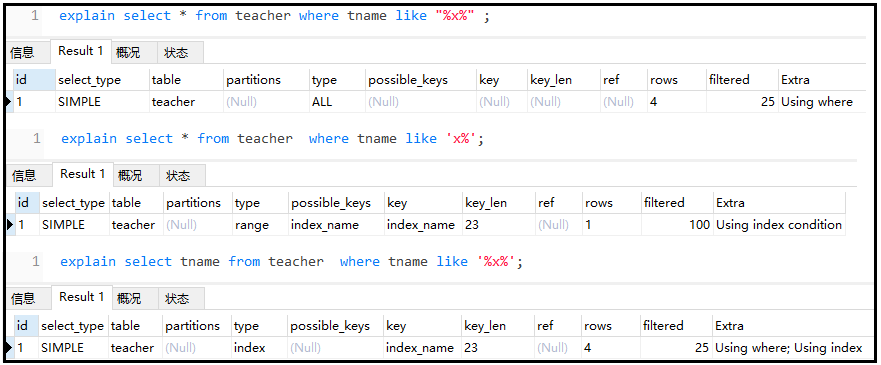 1 explain select * from teacher where tname like "%x%" ;
信息 Result 1 概况 状态
id select_type table partitions type possible_keys key key_len ref rows filtered Extra
1 SIMPLE teacher (Null) ALL (Null) (Null) (Null) (Null) 4 25 Using where
1 explain select * from teacher  where tname like 'x%';
信息 Result 1 概况 状态
id select_type table partitions type possible_keys key key_len ref rows filtered Extra
1 SIMPLE teacher (Null) range index_name index_name 23 (Null) 1 100 Using index condition
1 explain select tname from teacher  where tname like '%x%';
信息 Result 1 概况 状态
id select_type table partitions type possible_keys key key_len ref rows filtered Extra
1 SIMPLE teacher (Null) index (Null) index_name 23 (Null) 4 25 Using where; Using index